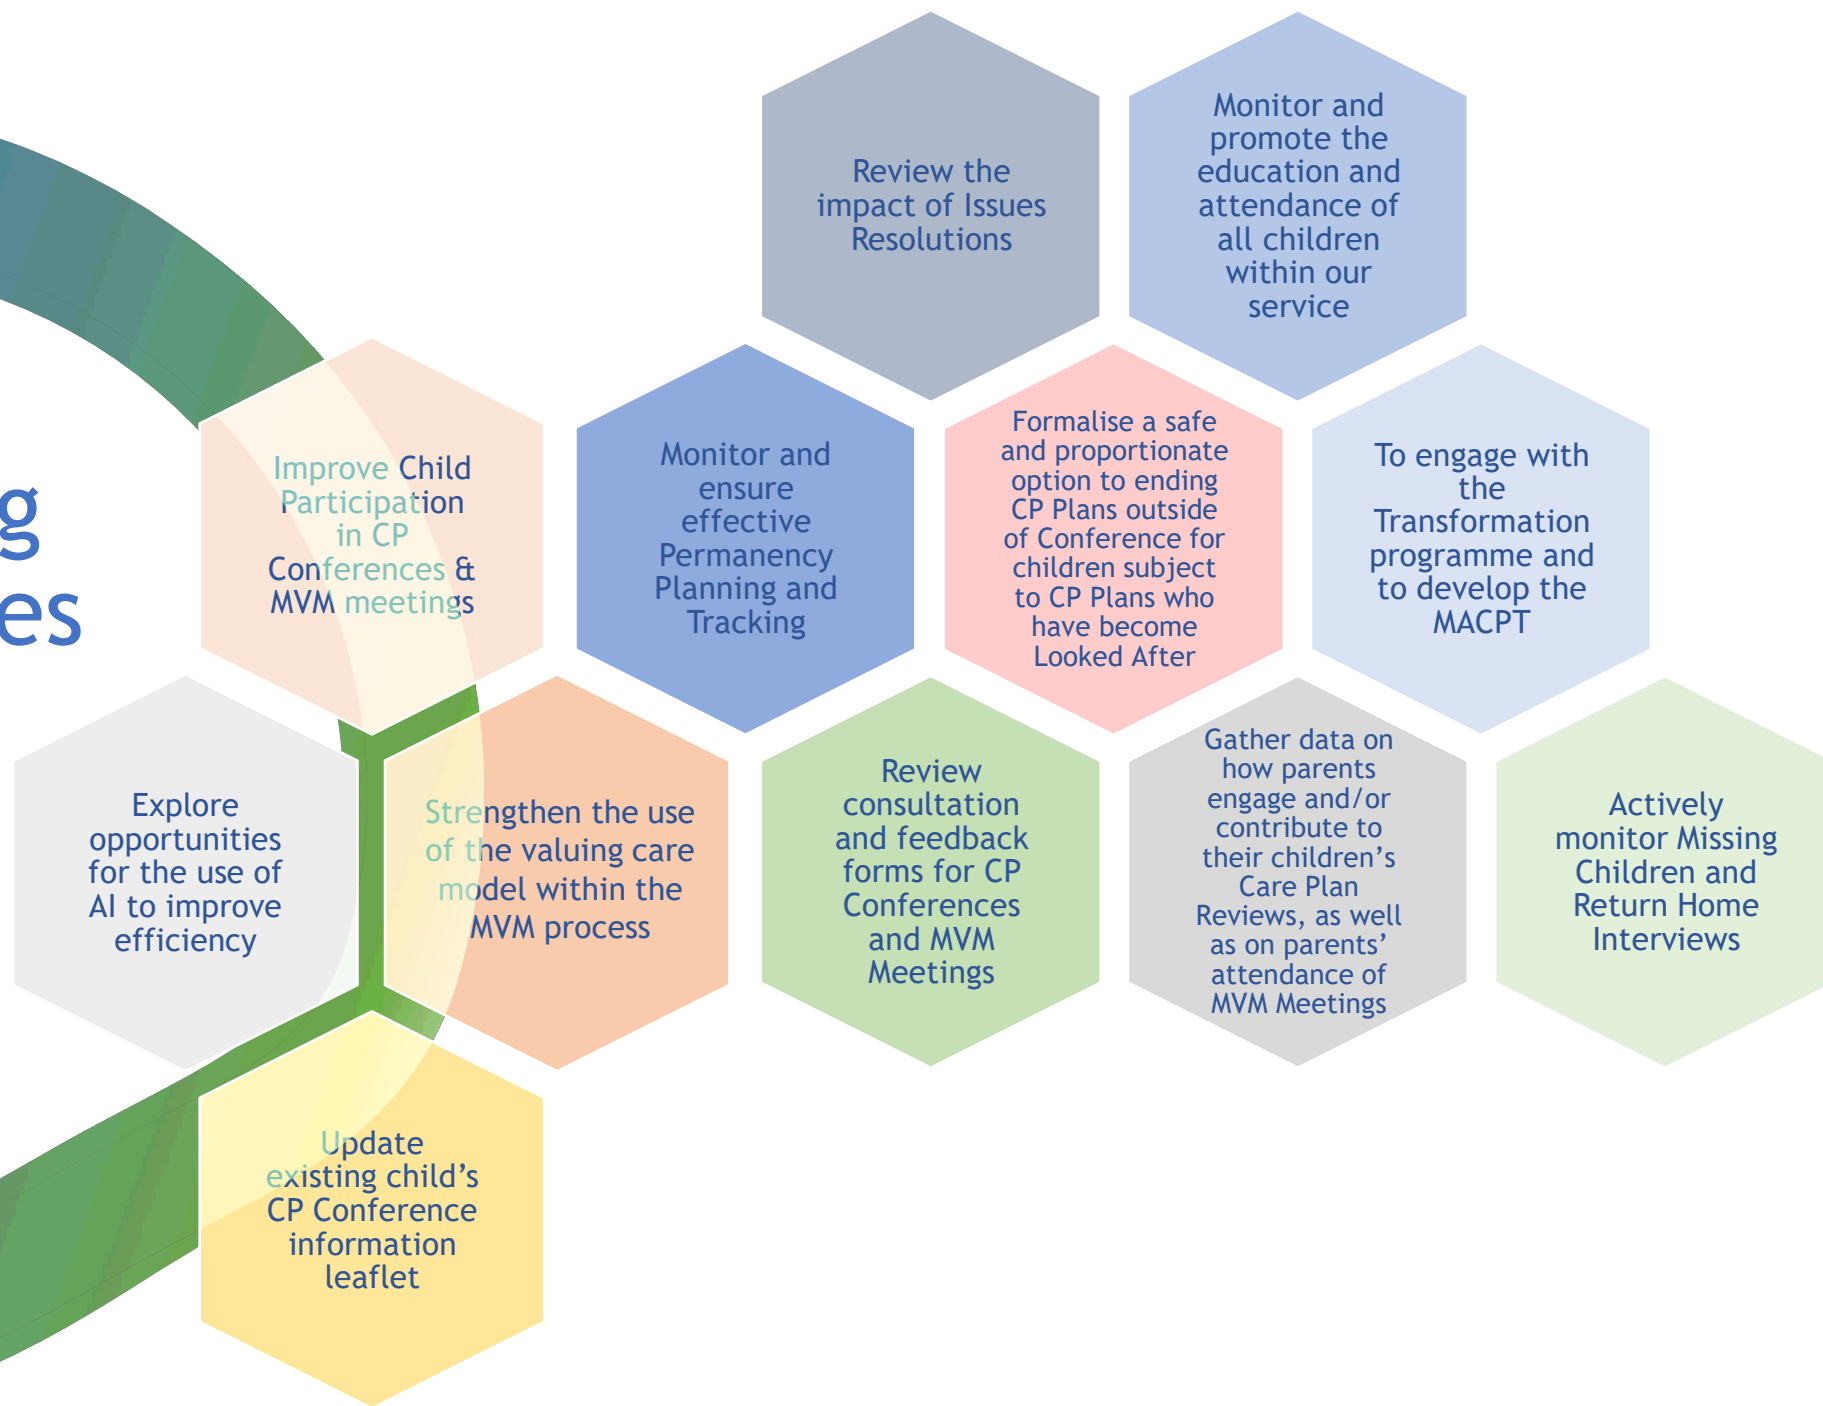 Review the
impact of Issues
Resolutions
Monitor and
promote the
education and
attendance of
all children
within our
service
Improve Child
Participation
in CP
Conferences &
MVM meetings
Monitor and
ensure
effective
Permanency
Planning and
Tracking
Formalise a safe
and proportionate
option to ending
CP Plans outside
of Conference for
children subject
to CP Plans who
have become
Looked After
To engage with
the
Transformation
programme and
to develop the
MACPT
Explore
opportunities
for the use of
AI to improve
efficiency
Strengthen the use
of the valuing care
model within the
MVM process
Review
consultation
and feedback
forms for CP
Conferences
and MVM
Meetings
Gather data on
how parents
engage and/or
contribute to
their children’s
Care Plan
Reviews, as well
as on parents’
attendance of
MVM Meetings
Actively
monitor Missing
Children and
Return Home
Interviews
Update
existing child’s
CP Conference
information
leaflet